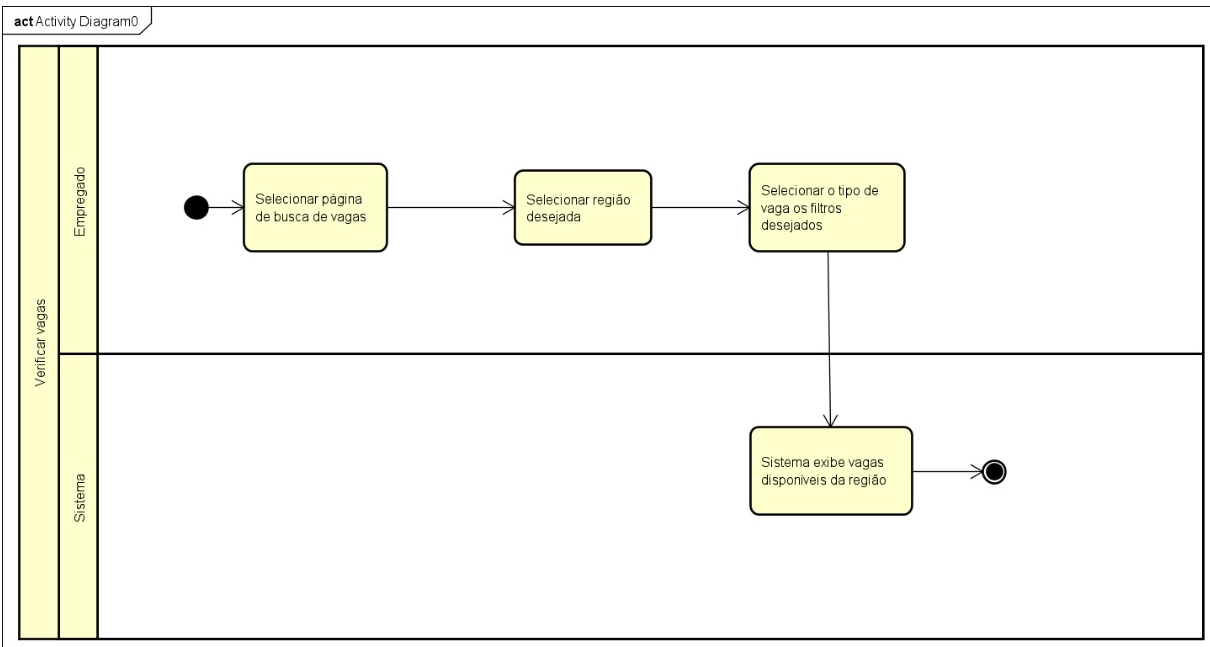 act Activity Diagram0
Verificar vagas
Empregado
Selecionar página
de busca de vagas
Selecionar região
desejada
Selecionar o tipo de
vaga os filtros
desejados
Sistema
Sistema exibe vagas
disponíveis da região